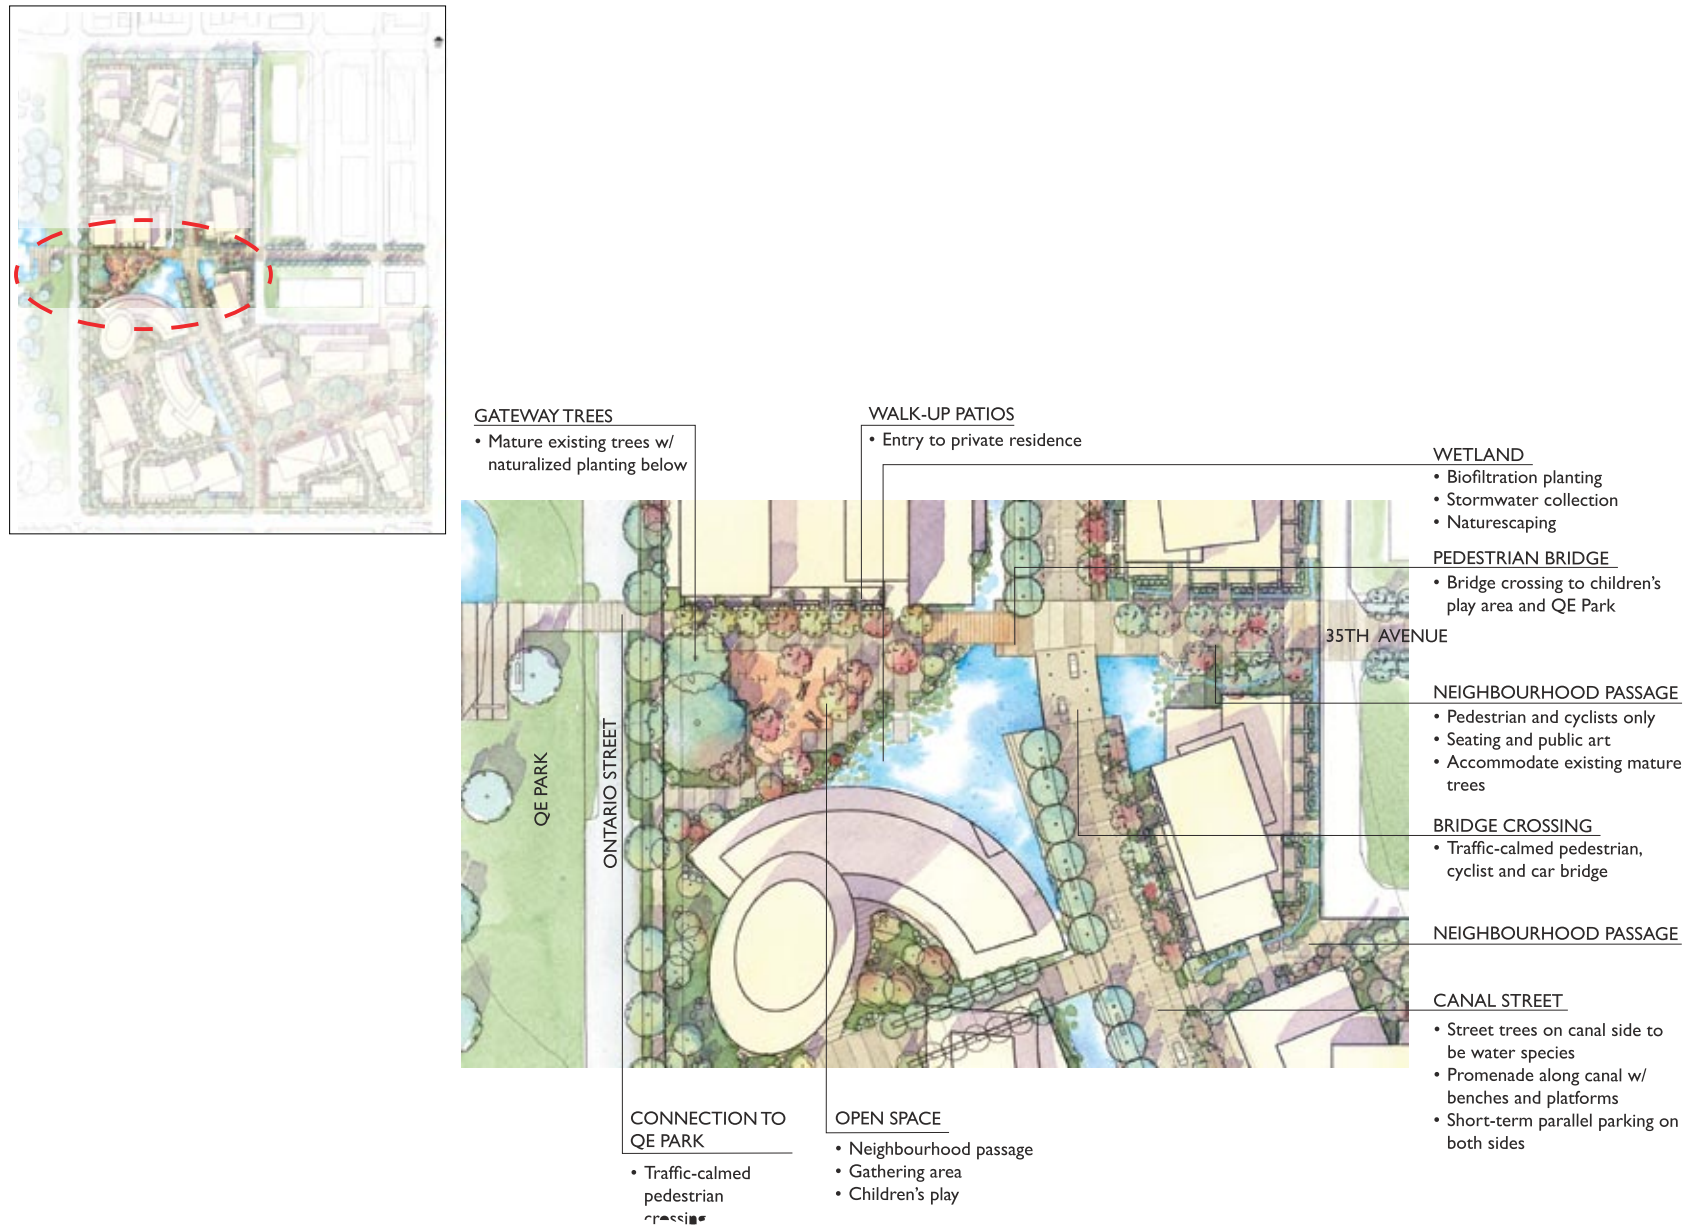 GATEWAY TREES
• Mature existing trees w/
naturalized planting below
WALK-UP PATIOS
• Entry to private residence
WETLAND
• Biofiltration planting
• Stormwater collection
• Naturescaping
PEDESTRIAN BRIDGE
• Bridge crossing to children's
play area and QE Park
35TH AVENUE
NEIGHBOURHOOD PASSAGE
• Pedestrian and cyclists only
• Seating and public art
• Accommodate existing mature
trees
QE PARK
ONTARIO STREET
BRIDGE CROSSING
• Traffic-calmed pedestrian,
cyclist and car bridge
NEIGHBOURHOOD PASSAGE
CANAL STREET
• Street trees on canal side to
be water species
• Promenade along canal w/
benches and platforms
• Short-term parallel parking on
both sides
CONNECTION TO
QE PARK
• Traffic-calmed
pedestrian
crossing
OPEN SPACE
• Neighbourhood passage
• Gathering area
• Children's play